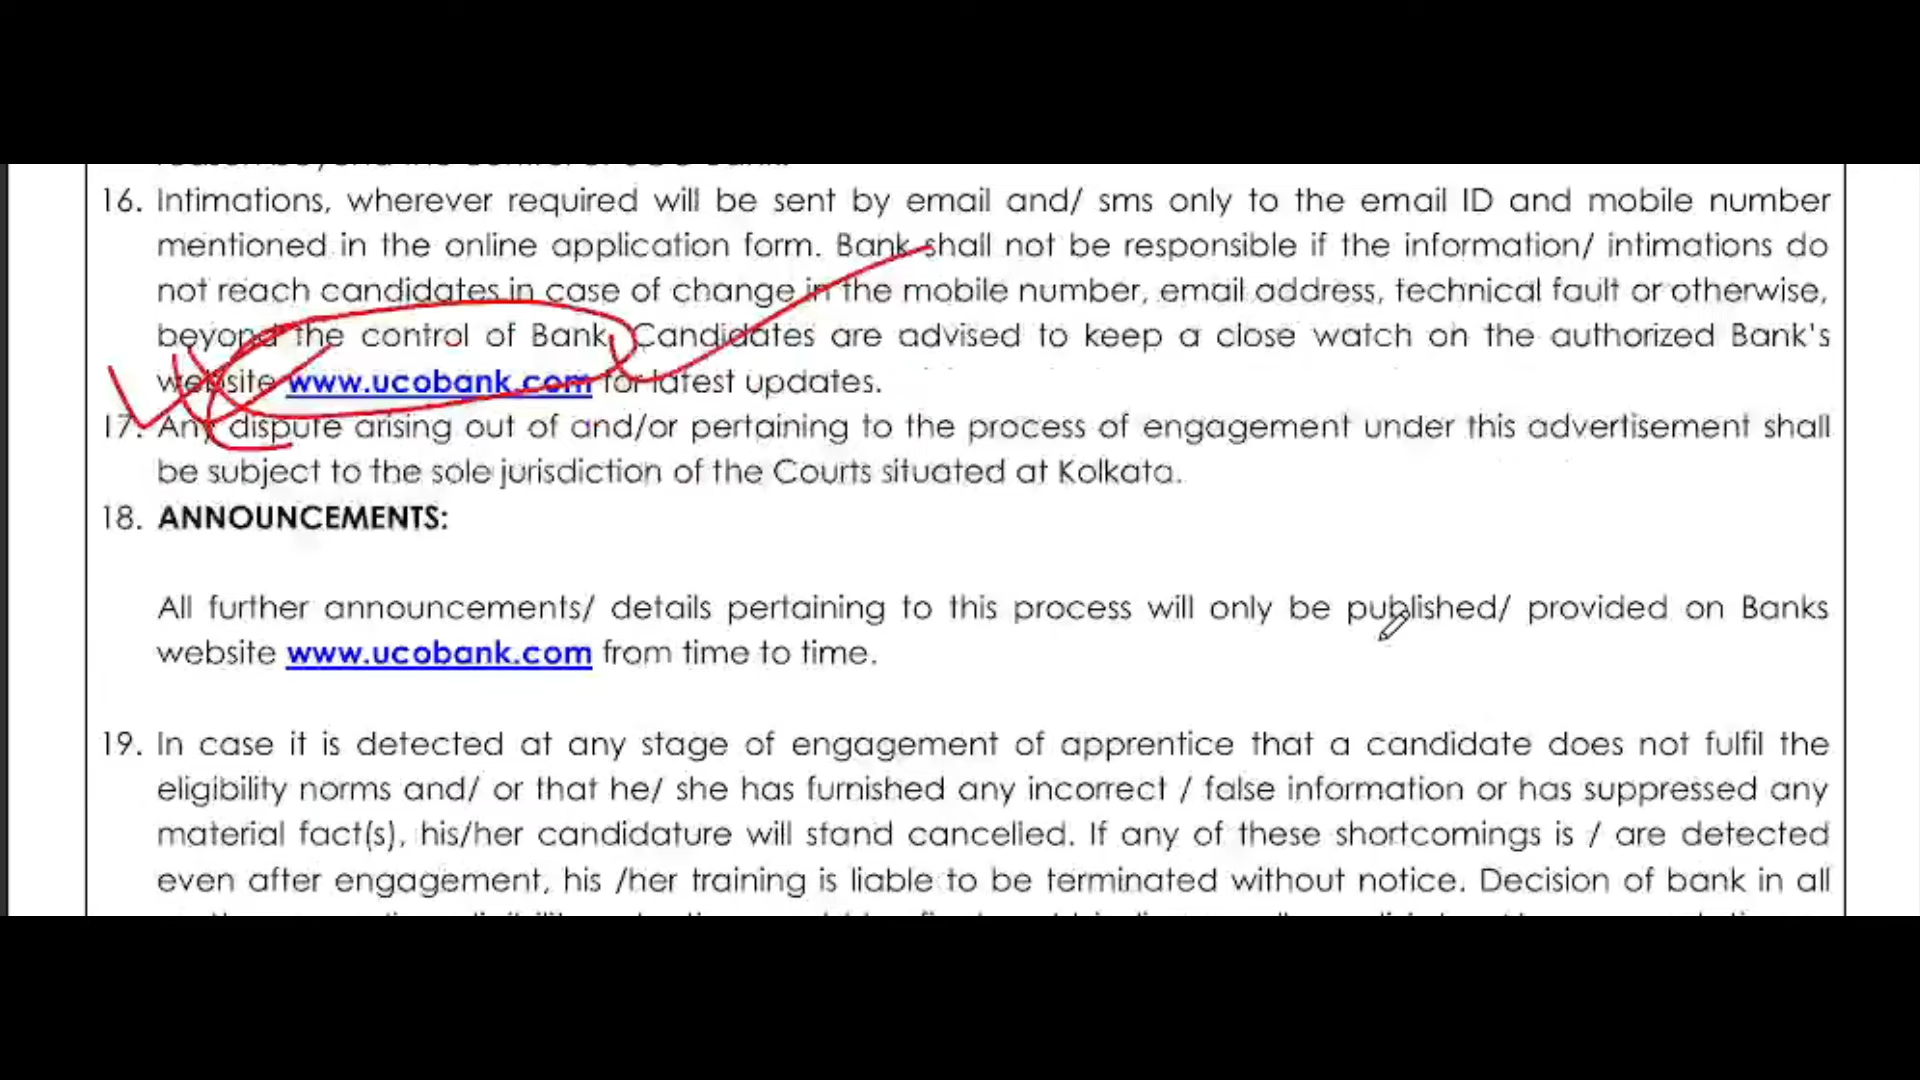 16. Intimations, wherever required will be sent by email and/ sms only to the email ID and mobile number
mentioned in the online application form. Bank shall not be responsible if the information/ intimations do
not reach candidates in case of change in the mobile number, email address, technical fault or otherwise,
beyond the control of Bank. Candidates are advised to keep a close watch on the authorized Bank's
website www.ucobank.com for latest updates.
17. Any dispute arising out of and/or pertaining to the process of engagement under this advertisement shall
be subject to the sole jurisdiction of the Courts situated at Kolkata.
18. ANNOUNCEMENTS:
All further announcements/ details pertaining to this process will only be published/ provided on Banks
website www.ucobank.com from time to time.
19. In case it is detected at any stage of engagement of apprentice that a candidate does not fulfil the
eligibility norms and/ or that he/ she has furnished any incorrect / false information or has suppressed any
material fact(s), his/her candidature will stand cancelled. If any of these shortcomings is / are detected
even after engagement, his /her training is liable to be terminated without notice. Decision of bank in all